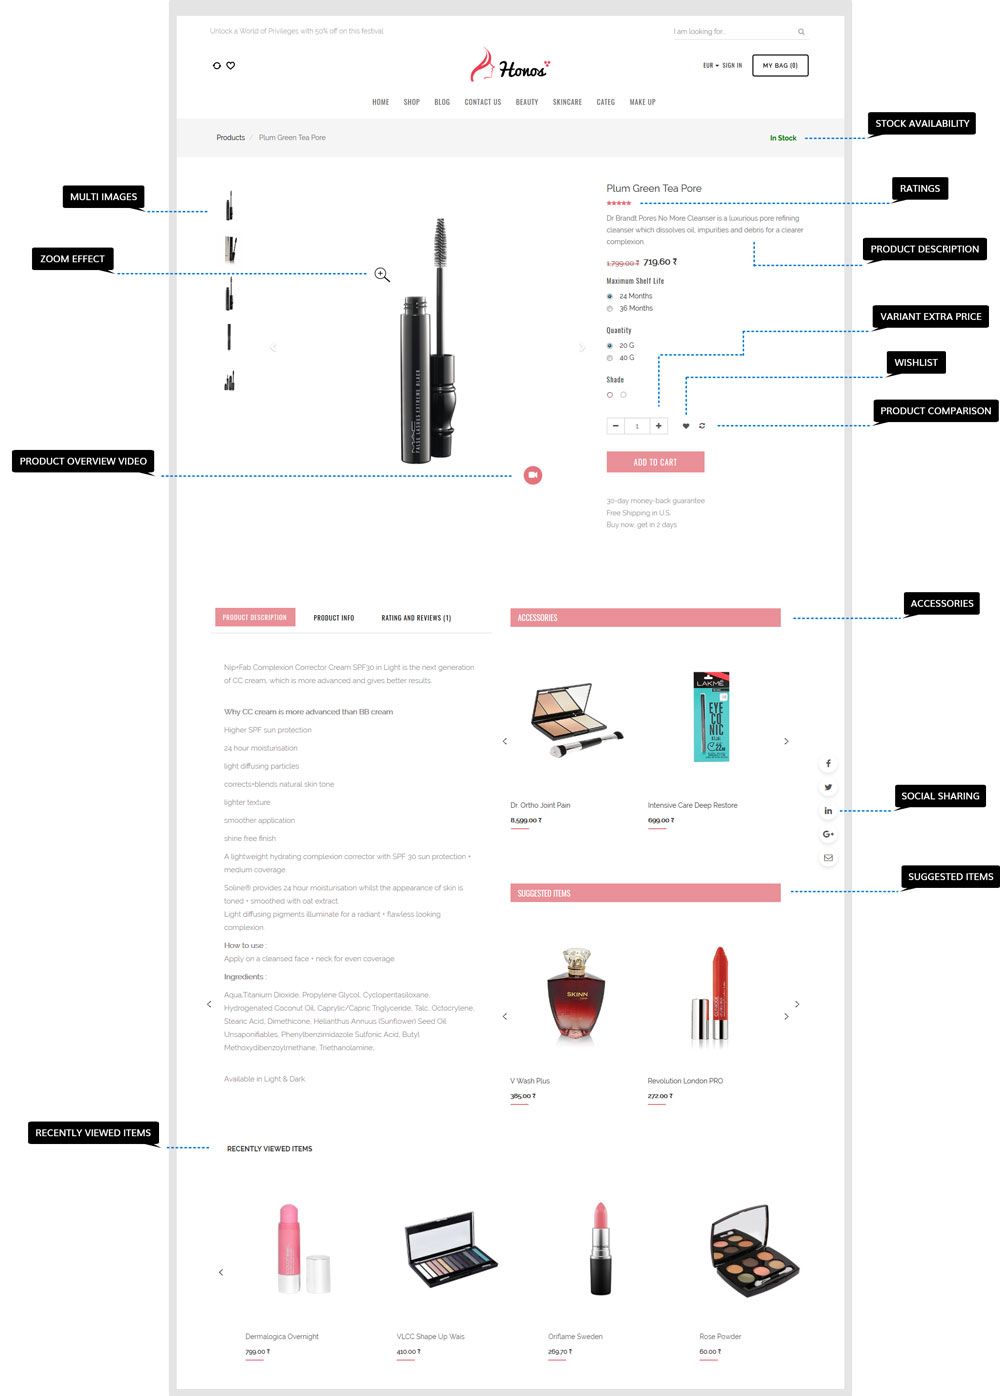 Unlock a World of Privileges with 50% off on this festival
I am looking for...
Honos
EUR SIGN IN
MY BAG (0)
HOME SHOP BLOG CONTACT US BEAUTY SKINCARE CATEG MAKE UP
STOCK AVAILABILITY
Products / Plum Green Tea Pore
In Stock
MULTI IMAGES
Plum Green Tea Pore
RATINGS
Dr Brandt Pores No More Cleanser is a luxurious pore refining
cleanser which dissolves oil, impurities and debris for a clearer
complexion
PRODUCT DESCRIPTION
ZOOM EFFECT
1,799.00 ₹ 719.60 ₹
Maximum Shelf Life
24 Months
36 Months
VARIANT EXTRA PRICE
Quantity
20 G
40 G
WISHLIST
Shade
PRODUCT COMPARISON
- 1 +
FALSE LASHES EXTREME BLACK
PRODUCT OVERVIEW VIDEO
ADD TO CART
30-day money-back guarantee
Free Shipping in U.S.
Buy now, get in 2 days
PRODUCT DESCRIPTION PRODUCT INFO RATING AND REVIEWS (1)
ACCESSORIES
ACCESSORIES
Nip+Fab Complexion Corrector Cream SPF30 in Light is the next generation
of CC cream, which is more advanced and gives better results.
Why CC cream is more advanced than BB cream
Higher SPF sun protection
24 hour moisturisation
light diffusing particles
corrects+blends natural skin tone
lighter texture
smoother application
shine free finish
A lightweight hydrating complexion corrector with SPF 30 sun protection +
medium coverage.
Soline® provides 24 hour moisturisation whilst the appearance of skin is
toned + smoothed with oat extract.
Light diffusing pigments illuminate for a radiant + flawless looking
complexion.
How to use :
Apply on a cleansed face + neck for even coverage.
Ingredients :
Aqua,Titanium Dioxide, Propylene Glycol, Cyclopentasiloxane,
Hydrogenated Coconut Oil, Caprylic/Capric Triglyceride, Talc, Octocrylene,
Stearic Acid, Dimethicone, Helianthus Annuus (Sunflower) Seed Oil
Unsaponifiables, Phenylbenzimidazole Sulfonic Acid, Butyl
Methoxydibenzoylmethane, Triethanolamine,
Available in Light & Dark
LAKMÉ
EYE
CO
NIC
KAJAL
22
Dr. Ortho Joint Pain
8,599.00 ₹
Intensive Care Deep Restore
699.00 ₹
SOCIAL SHARING
SUGGESTED ITEMS
SUGGESTED ITEMS
SKINN
V Wash Plus
385.00 ₹
Revolution London PRO
272.00 ₹
RECENTLY VIEWED ITEMS
RECENTLY VIEWED ITEMS
Dermalogica Overnight
799.00 ₹
VLCC Shape Up Wais
410.00 ₹
Oriflame Sweden
269.70 ₹
Rose Powder
60.00 ₹